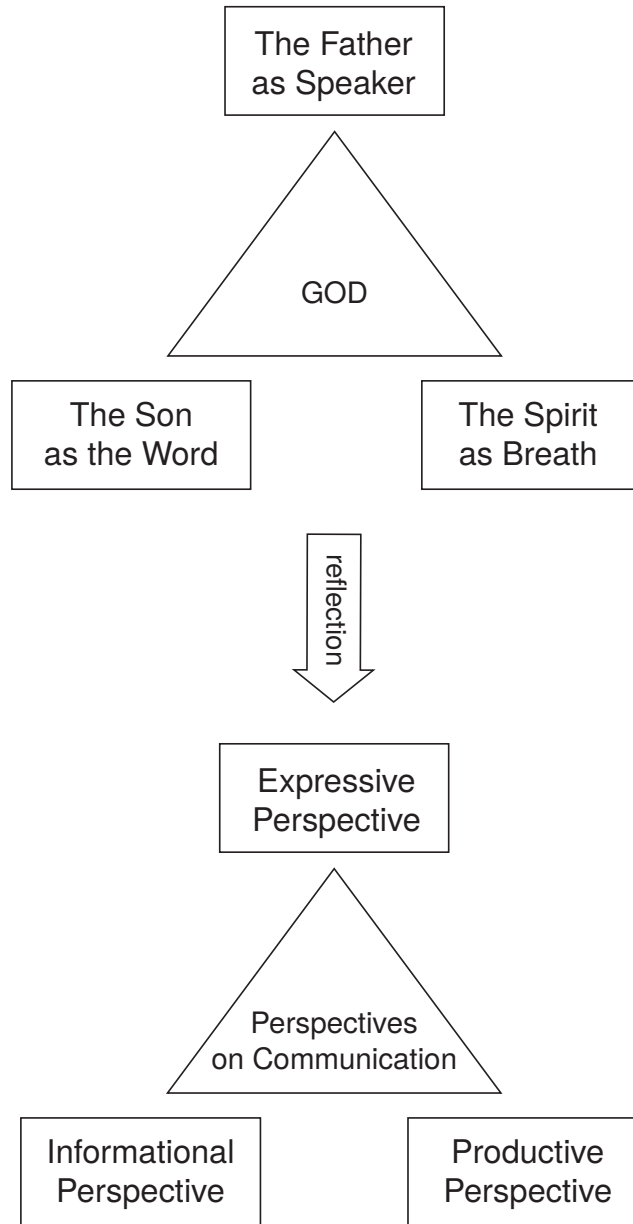 The Father
as Speaker
GOD
The Son
as the Word
The Spirit
as Breath
reflection
Expressive
Perspective
Perspectives
on Communication
Informational
Perspective
Productive
Perspective